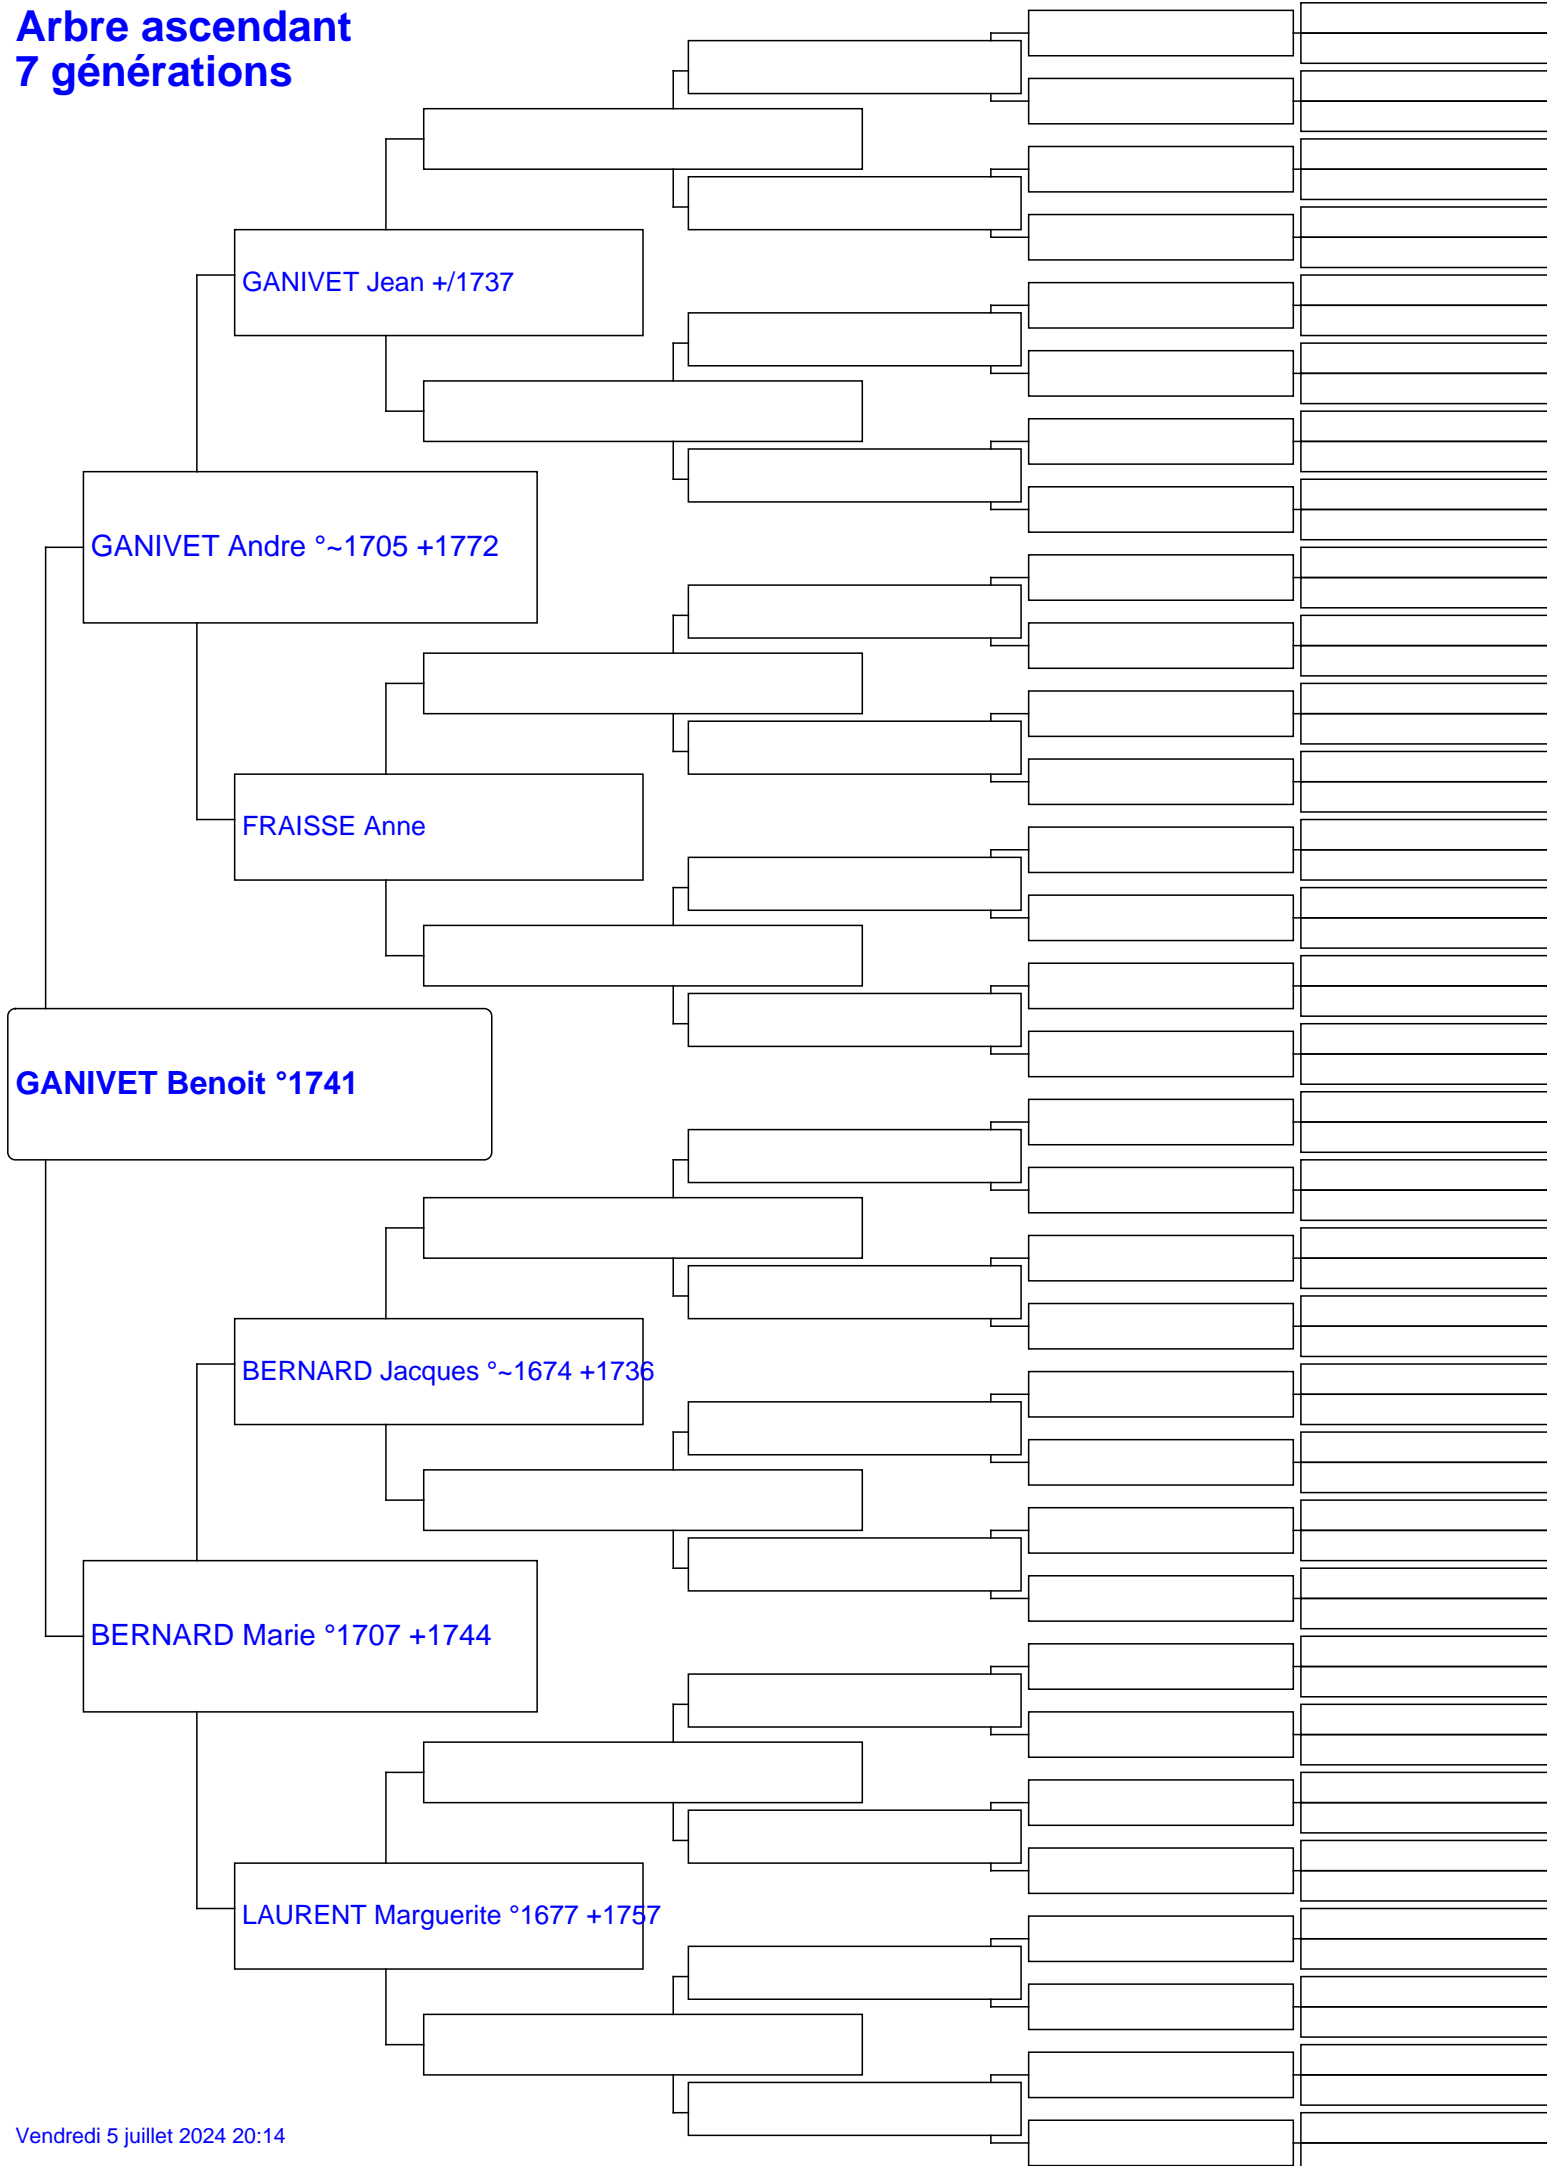 Arbre ascendant
7 générations
GANIVET Jean +/1737
GANIVET Andre °~1705 +1772
FRAISSE Anne
GANIVET Benoit °1741
BERNARD Jacques °~1674 +1736
BERNARD Marie °1707 +1744
LAURENT Marguerite °1677 +1757
Vendredi 5 juillet 2024 20:14